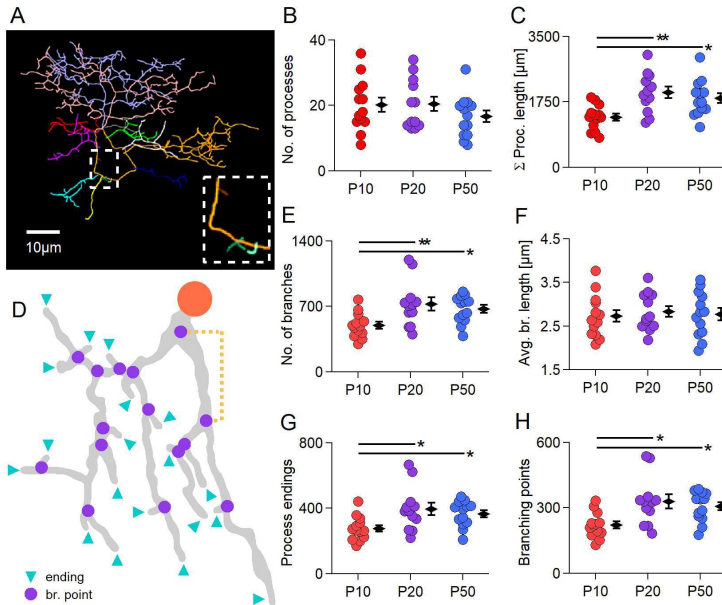 A
10µm
B
No. of processes
40
20
0
P10 P20 P50
C
Σ Proc. length [µm]
3500
1750
0
**
*
P10 P20 P50
D
ending
br. point
E
No. of branches
1400
700
0
**
*
P10 P20 P50
F
Avg. br. length [µm]
4.5
3.5
2.5
1.5
P10 P20 P50
G
Process endings
800
400
0
*
*
P10 P20 P50
H
Branching points
600
300
0
*
*
P10 P20 P50